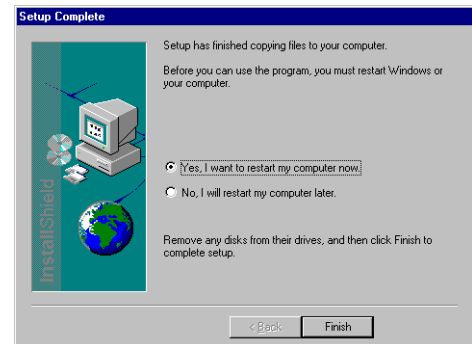 Setup Complete
Setup has finished copying files to your computer.
Before you can use the program, you must restart Windows or
your computer.
Yes, I want to restart my computer now.
No, I will restart my computer later.
Remove any disks from their drives, and then click Finish to
complete setup.
InstallShield
< Back
Finish